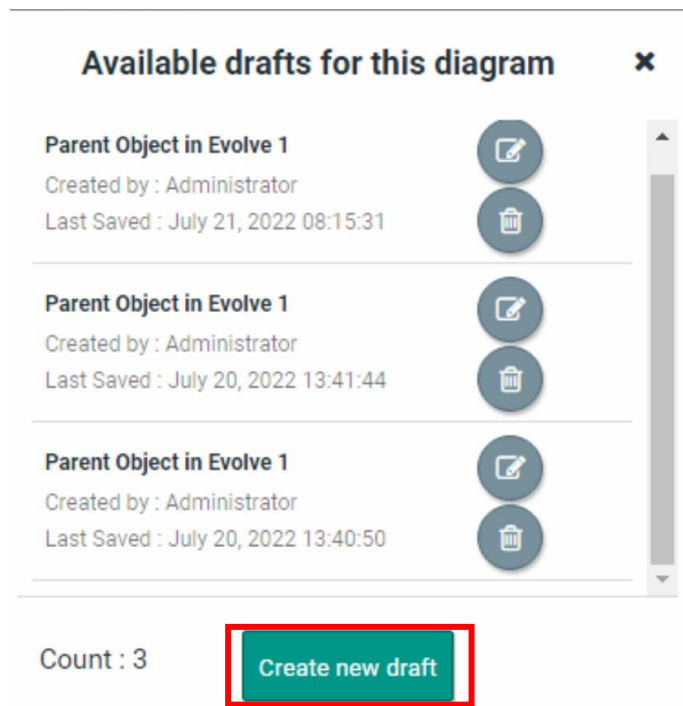 Available drafts for this diagram
Parent Object in Evolve 1
Created by : Administrator
Last Saved : July 21, 2022 08:15:31
Parent Object in Evolve 1
Created by : Administrator
Last Saved : July 20, 2022 13:41:44
Parent Object in Evolve 1
Created by : Administrator
Last Saved : July 20, 2022 13:40:50
Count : 3
Create new draft